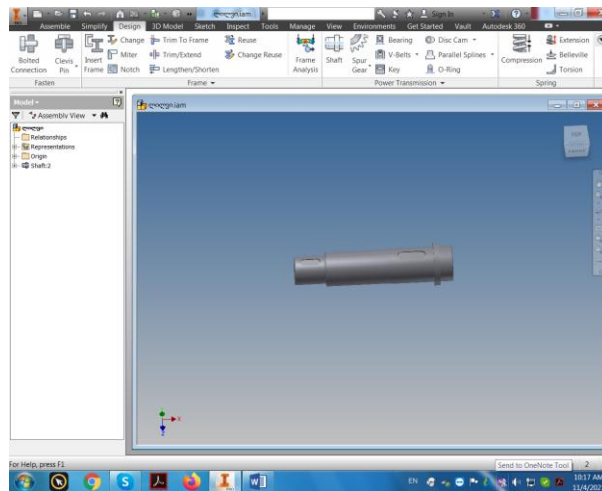 Sign In
Assemble Simplify Design 3D Model Sketch Inspect Tools Manage View Environments Get Started Vault Autodesk 360
Bolted Connection
Clevis Pin
Insert Frame
Change
Miter
Notch
Trim To Frame
Trim/Extend
Lengthen/Shorten
Reuse
Change Reuse
Frame Analysis
Shaft
Spur Gear
Bearing
V-Belts
Key
Disc Cam
Parallel Splines
O-Ring
Compression
Extension
Belleville
Torsion
Fasten Frame Power Transmission Spring
Model
Assembly View
Relationships
Representations
Origin
Shaft:2
For Help, press F1
Send to OneNote Tool 2
EN
10:17 AM